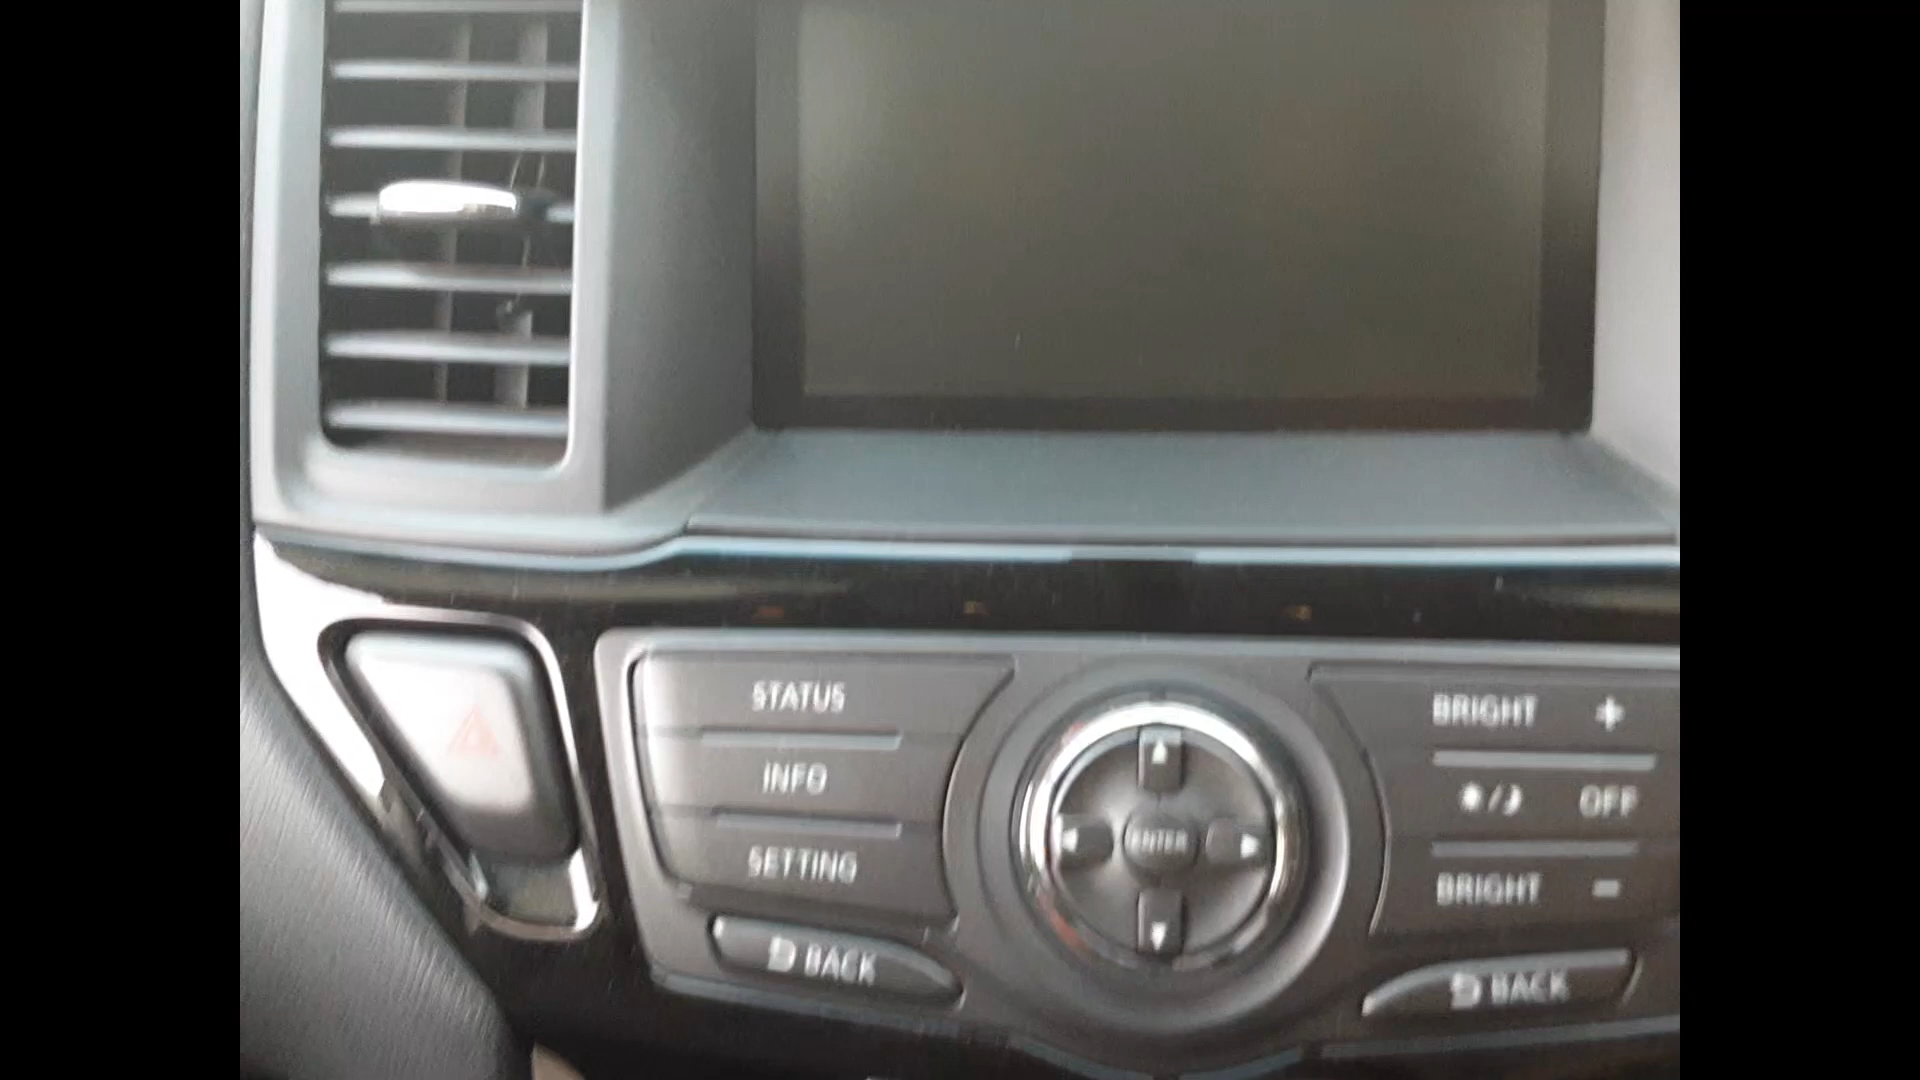 STATUS
INFO
SETTING
BACK
ENTER
BRIGHT +
OFF
BRIGHT -
BACK